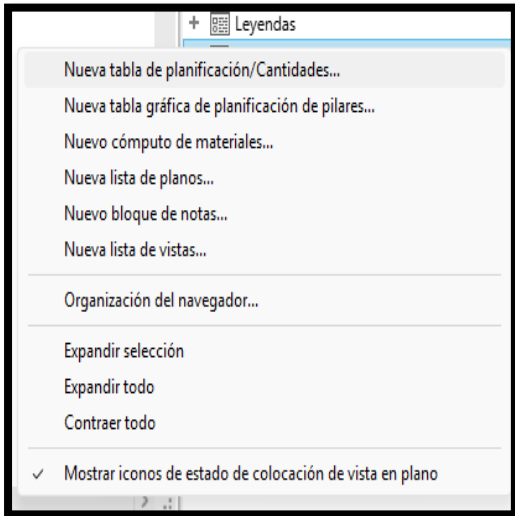 Leyendas
Nueva tabla de planificación/Cantidades...
Nueva tabla gráfica de planificación de pilares...
Nuevo cómputo de materiales...
Nueva lista de planos...
Nuevo bloque de notas...
Nueva lista de vistas...
Organización del navegador...
Expandir selección
Expandir todo
Contraer todo
Mostrar iconos de estado de colocación de vista en plano